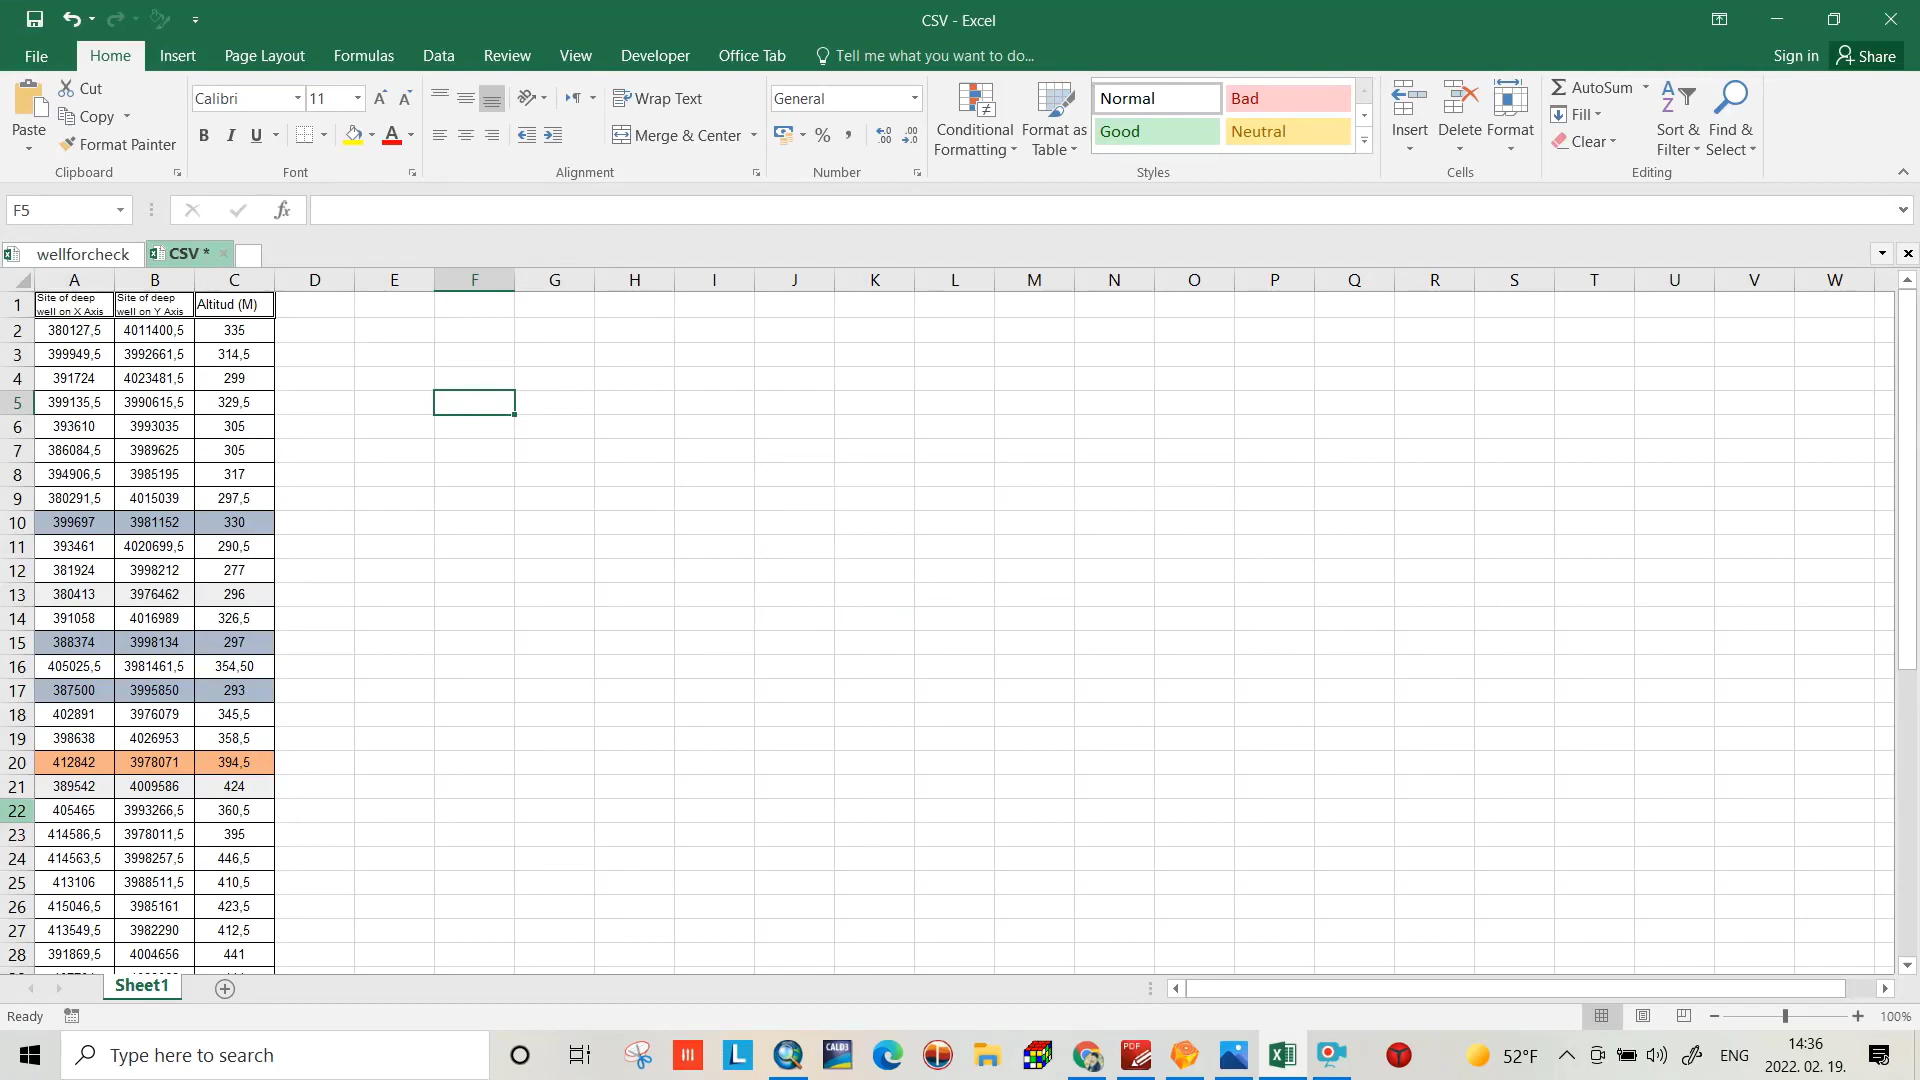 CSV - Excel
File Home Insert Page Layout Formulas Data Review View Developer Office Tab Tell me what you want to do... Sign in Share
Paste Cut Copy Format Painter Clipboard
Calibri 11 B I U A Font
Wrap Text Merge & Center Alignment
General % Number
Conditional Formatting Format as Table
Normal Bad Good Neutral Styles
Insert Delete Format Cells
AutoSum Fill Clear Sort & Filter Find & Select Editing
F5 fx
wellforcheck CSV *
A B C D E F G H I J K L M N O P Q R S T U V W
1 Site of deep well on X Axis Site of deep well on Y Axis Altitud (M)
2 380127,5 4011400,5 335
3 399949,5 3992661,5 314,5
4 391724 4023481,5 299
5 399135,5 3990615,5 329,5
6 393610 3993035 305
7 386084,5 3989625 305
8 394906,5 3985195 317
9 380291,5 4015039 297,5
10 399697 3981152 330
11 393461 4020699,5 290,5
12 381924 3998212 277
13 380413 3976462 296
14 391058 4016989 326,5
15 388374 3998134 297
16 405025,5 3981461,5 354,50
17 387500 3995850 293
18 402891 3976079 345,5
19 398638 4026953 358,5
20 412842 3978071 394,5
21 389542 4009586 424
22 405465 3993266,5 360,5
23 414586,5 3978011,5 395
24 414563,5 3998257,5 446,5
25 413106 3988511,5 410,5
26 415046,5 3985161 423,5
27 413549,5 3982290 412,5
28 391869,5 4004656 441
Sheet1
Ready 100%
Type here to search CALD3 PDF 52°F ENG 14:36
2022. 02. 19.